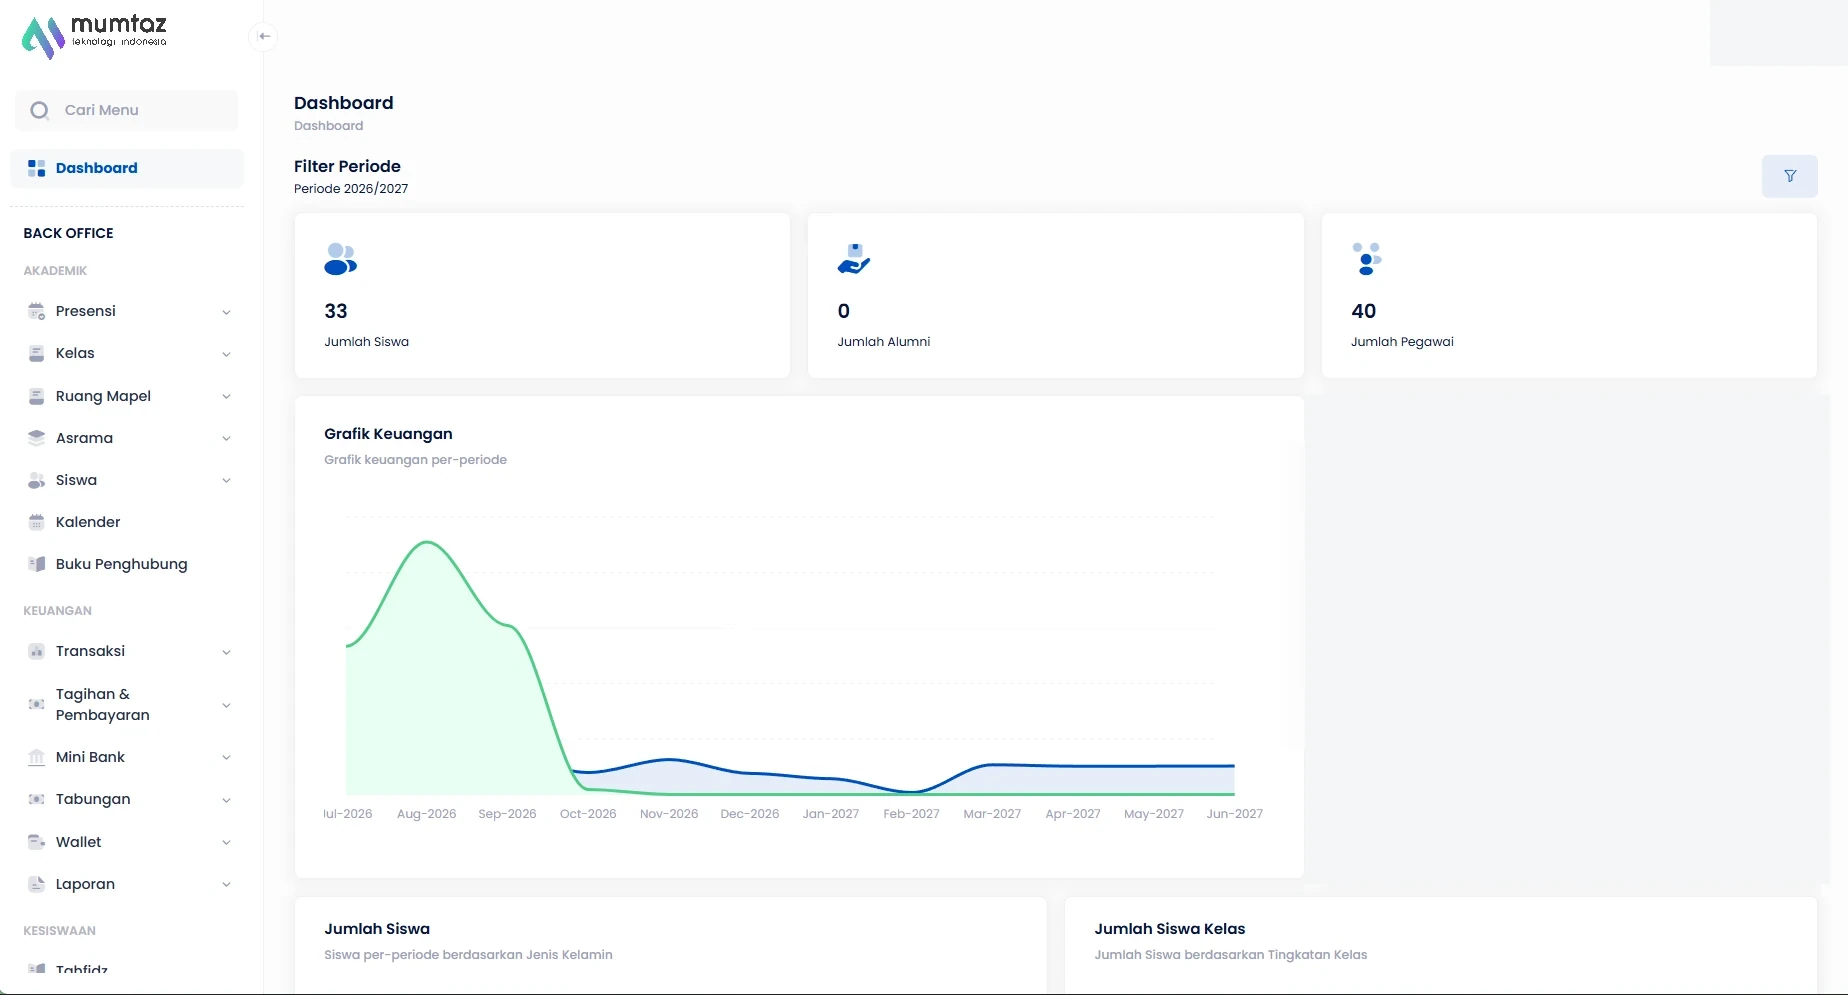 mumtaz
teknologi indonesia
Cari Menu
Dashboard
BACK OFFICE
AKADEMIK
Presensi
Kelas
Ruang Mapel
Asrama
Siswa
Kalender
Buku Penghubung
KEUANGAN
Transaksi
Tagihan &
Pembayaran
Mini Bank
Tabungan
Wallet
Laporan
KESISWAAN
Tahfidz
Dashboard
Dashboard
Filter Periode
Periode 2026/2027
33
Jumlah Siswa
0
Jumlah Alumni
40
Jumlah Pegawai
Grafik Keuangan
Grafik keuangan per-periode
Jul-2026 Aug-2026 Sep-2026 Oct-2026 Nov-2026 Dec-2026 Jan-2027 Feb-2027 Mar-2027 Apr-2027 May-2027 Jun-2027
Jumlah Siswa
Siswa per-periode berdasarkan Jenis Kelamin
Jumlah Siswa Kelas
Jumlah Siswa berdasarkan Tingkatan Kelas